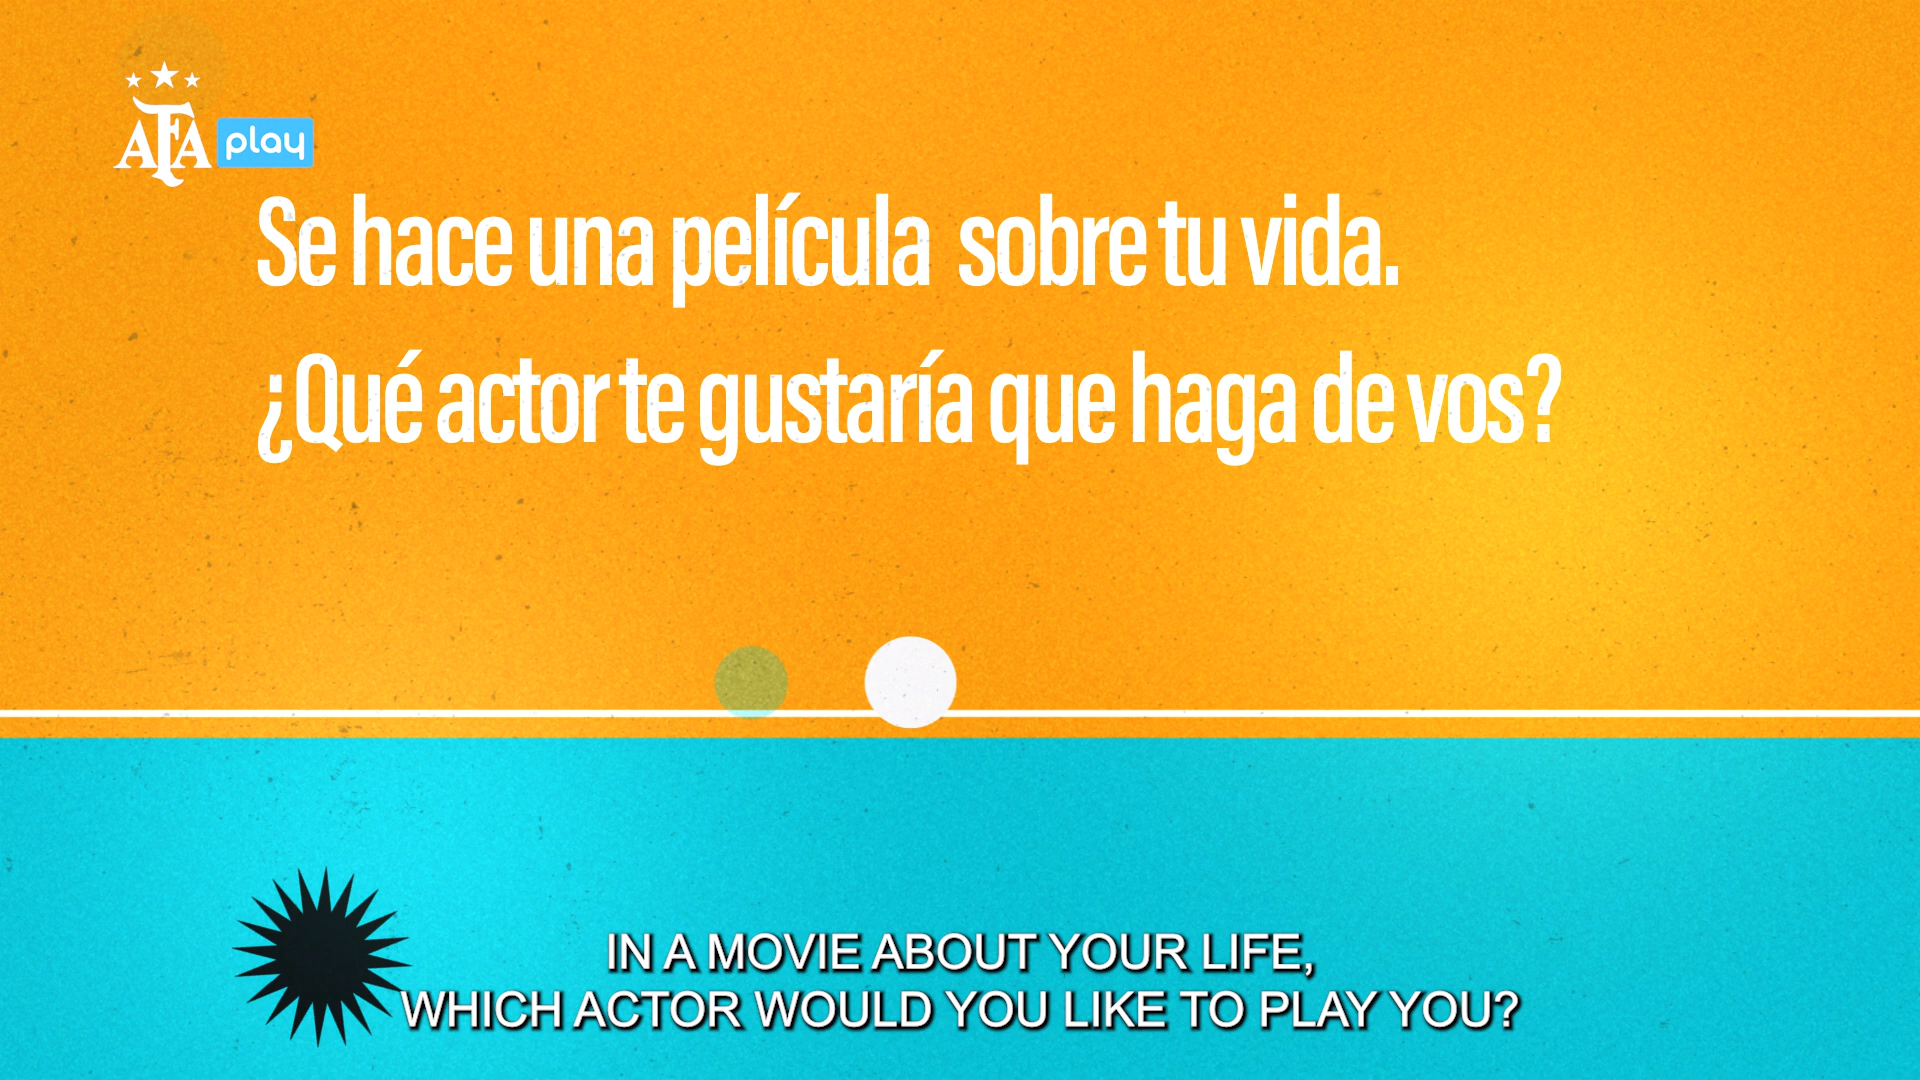 AFA play
Se hace una película sobre tu vida.
¿Qué actor te gustaría que haga de vos?
IN A MOVIE ABOUT YOUR LIFE,
WHICH ACTOR WOULD YOU LIKE TO PLAY YOU?